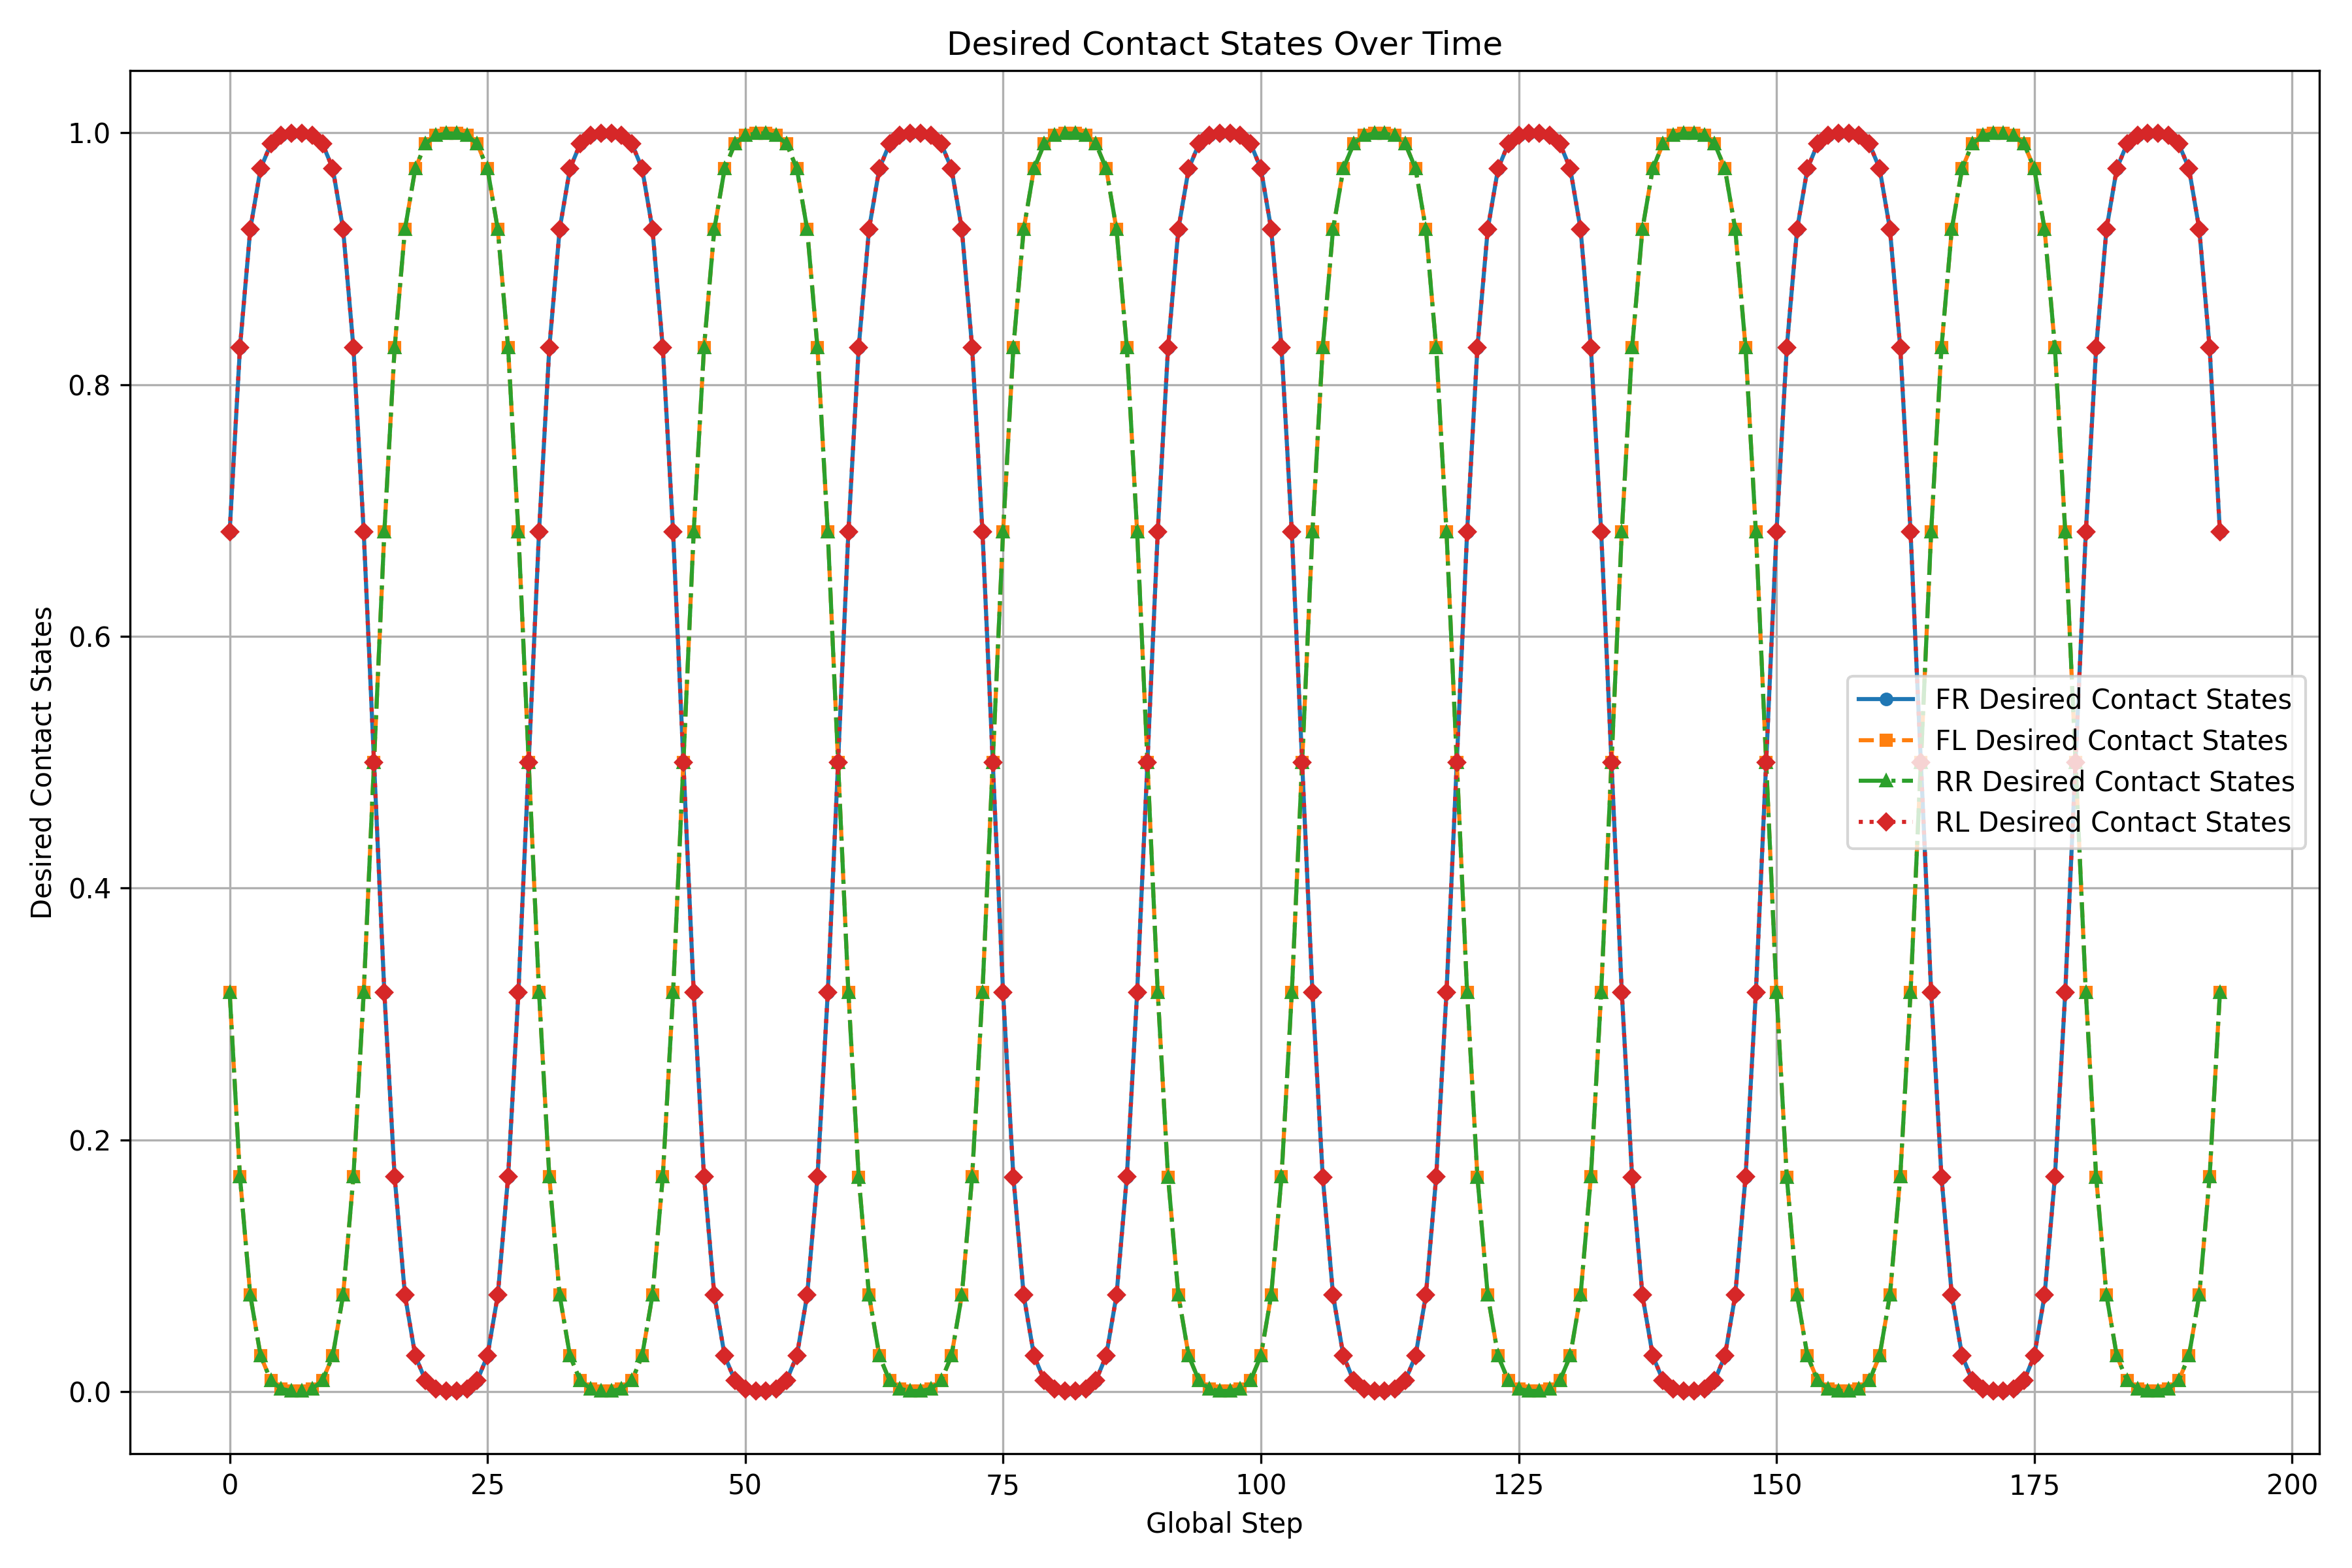 Desired Contact States Over Time
Desired Contact States
1.0
0.8
0.6
0.4
0.2
0.0
FR Desired Contact States
FL Desired Contact States
RR Desired Contact States
RL Desired Contact States
0 25 50 75 100 125 150 175 200
Global Step